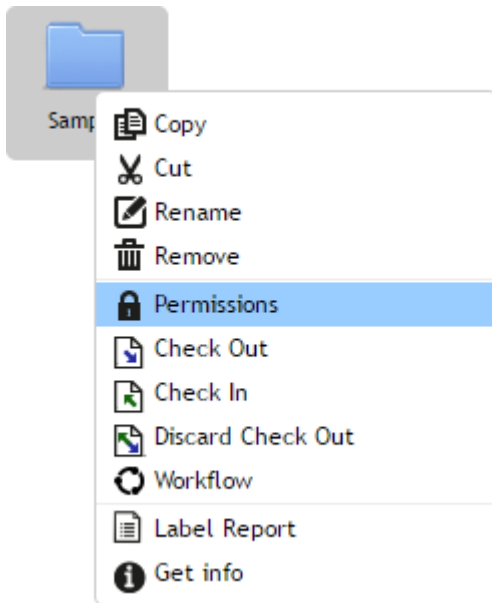 Samp
Copy
Cut
Rename
Remove
Permissions
Check Out
Check In
Discard Check Out
Workflow
Label Report
Get info